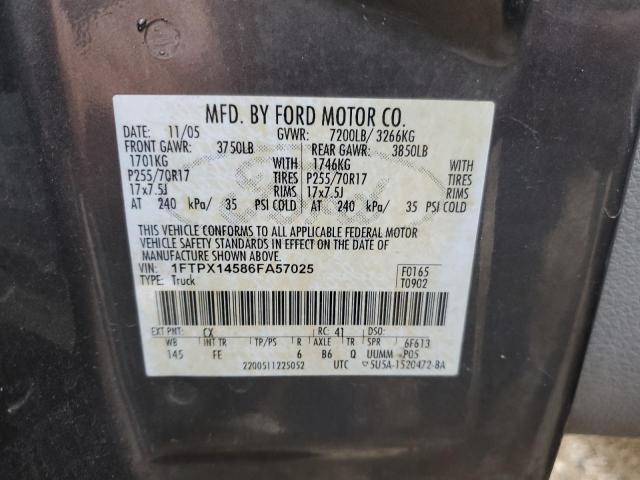 MFD. BY FORD MOTOR CO.
DATE: 11/05 GVWR: 7200LB/ 3266KG
FRONT GAWR: 3750LB REAR GAWR: 3850LB
1701KG WITH 1746KG WITH
P255/70R17 TIRES P255/70R17 TIRES
17x7.5J RIMS 17x7.5J RIMS
AT 240 kPa/ 35 PSI COLD AT 240 kPa/ 35 PSI COLD
THIS VEHICLE CONFORMS TO ALL APPLICABLE FEDERAL MOTOR
VEHICLE SAFETY STANDARDS IN EFFECT ON THE DATE OF
MANUFACTURE SHOWN ABOVE.
VIN: 1FTPX14586FA57025 F0165
TYPE: Truck T0902
EXT PNT: CX RC: 41 DSO:
WB INT TR TP/PS R AXLE TR SPR 6F613
145 FE 6 B6 Q UUMM P05
2200511225052 UTC 5U5A-1520472-BA